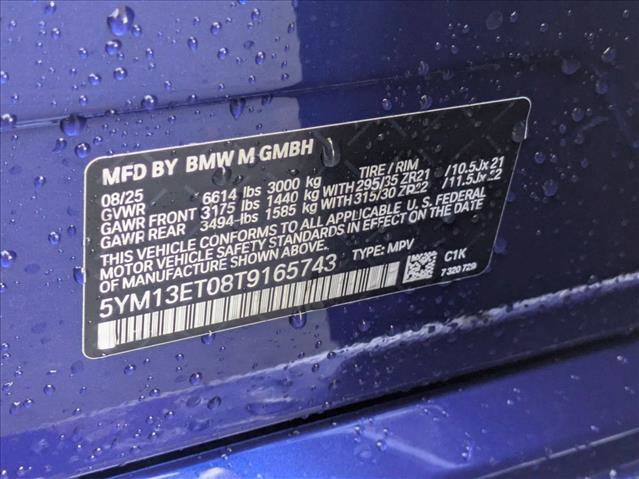 MFD BY BMW M GMBH
08/25 TIRE / RIM
GVWR 6614 lbs 3000 kg
GAWR FRONT 3175 lbs 1440 kg WITH 295/35 ZR21 /10.5Jx21
GAWR REAR 3494 lbs 1585 kg WITH 315/30 ZR22 /11.5Jx22
THIS VEHICLE CONFORMS TO ALL APPLICABLE U. S. FEDERAL
MOTOR VEHICLE SAFETY STANDARDS IN EFFECT ON THE DATE
OF MANUFACTURE SHOWN ABOVE.
5YM13ET08T9165743 TYPE: MPV C1K
7320729